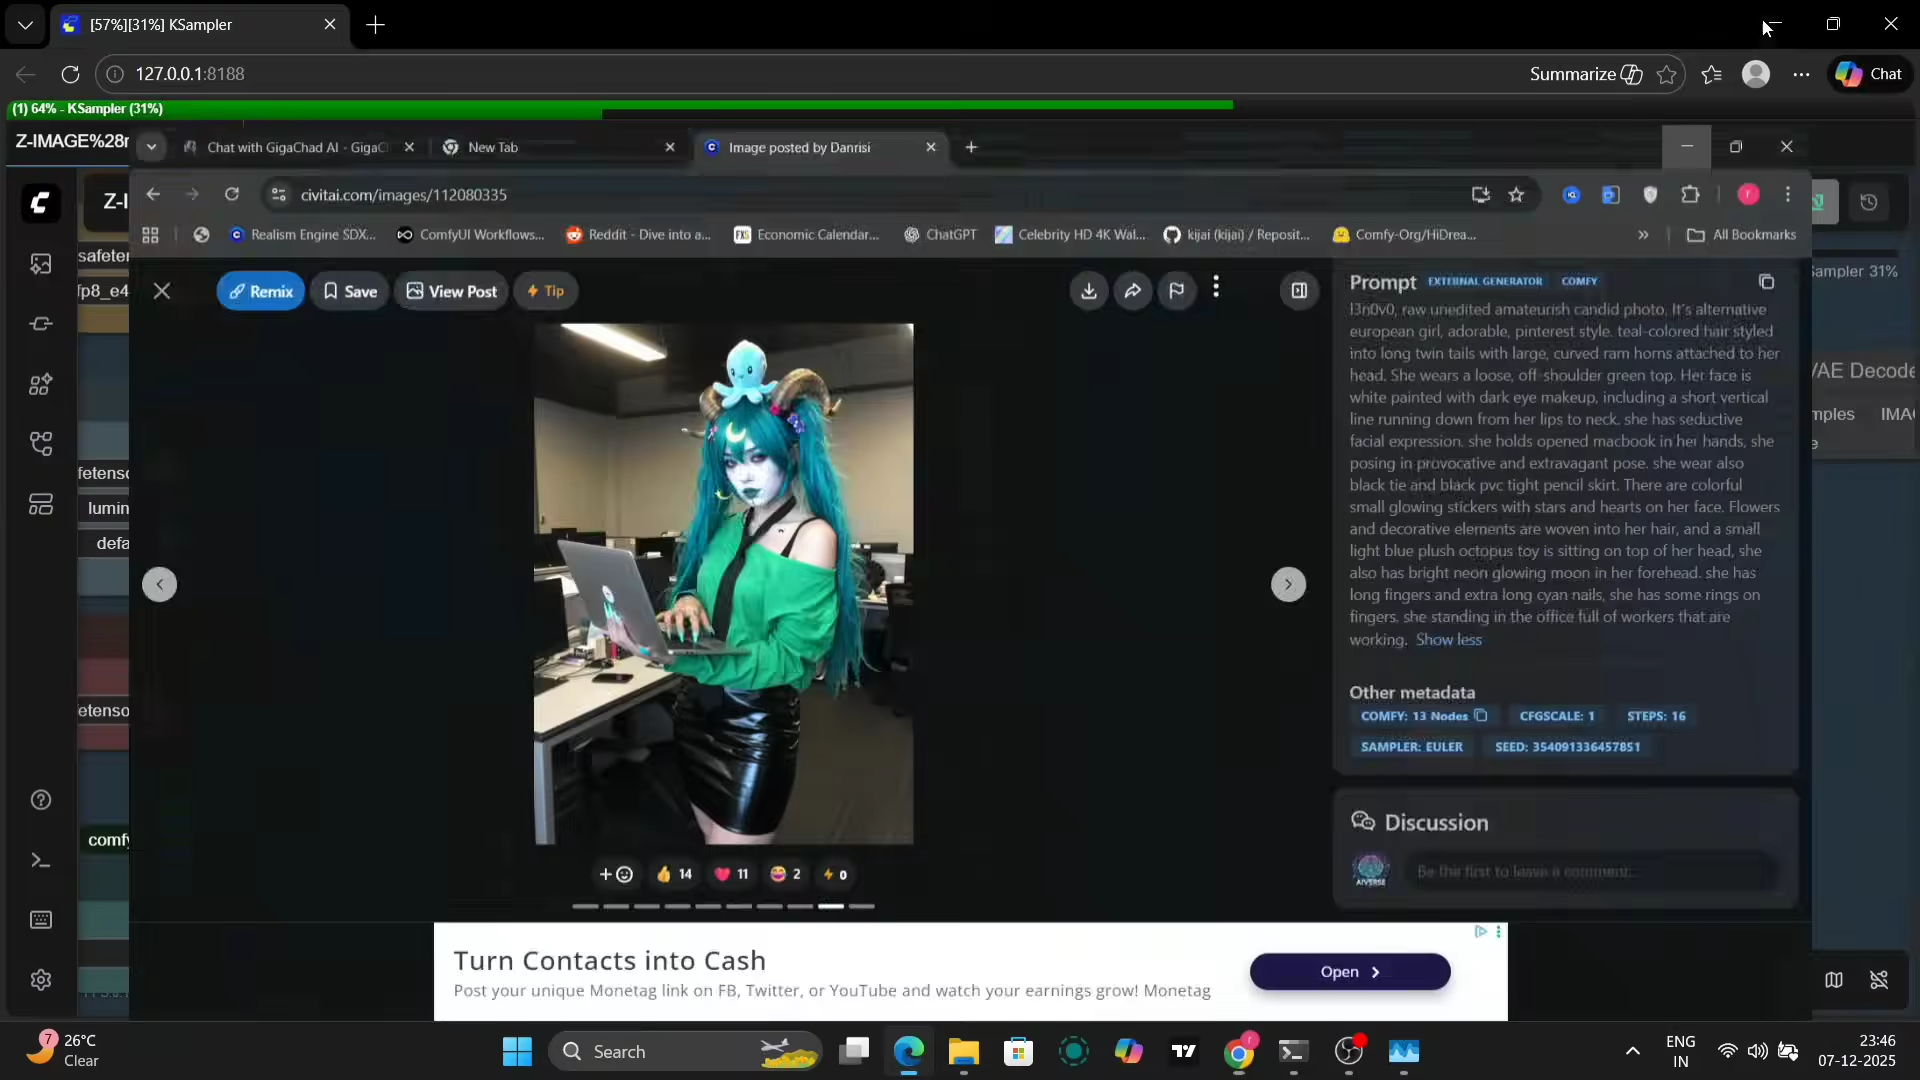 [57%][31%] KSampler
127.0.0.1:8188
Summarize
Chat
(1) 64% - KSampler (31%)
Z-IMAGE%28r
Chat with GigaChad AI - GigaC
New Tab
Image posted by Danrisi
civitai.com/images/112080335
Realism Engine SDX...
ComfyUI Workflows...
Reddit - Dive into a...
FXS
Economic Calendar...
ChatGPT
Celebrity HD 4K Wal...
kijai (kijai) / Reposit...
Comfy-Org/HiDrea...
All Bookmarks
Z-I
safeter
fp8_e4
fetensc
lumin
defa
etenso
comfy
ampler 31%
VAE Decode
mples
IMA
e
Remix
Save
View Post
Tip
Prompt
EXTERNAL GENERATOR
COMFY
l3n0v0, raw unedited amateurish candid photo, It's alternative
european girl, adorable, pinterest style. teal-colored hair styled
into long twin tails with large, curved ram horns attached to her
head. She wears a loose, off-shoulder green top. Her face is
white painted with dark eye makeup, including a short vertical
line running down from her lips to neck. she has seductive
facial expression. she holds opened macbook in her hands, she
posing in provocative and extravagant pose. she wear also
black tie and black pvc tight pencil skirt. There are colorful
small glowing stickers with stars and hearts on her face. Flowers
and decorative elements are woven into her hair, and a small
light blue plush octopus toy is sitting on top of her head, she
also has bright neon glowing moon in her forehead. she has
long fingers and extra long cyan nails, she has some rings on
fingers. she standing in the office full of workers that are
working. Show less
Other metadata
COMFY: 13 Nodes
CFGSCALE: 1
STEPS: 16
SAMPLER: EULER
SEED: 354091336457851
Discussion
AIVERSE
Be the first to leave a comment...
14
11
2
0
Turn Contacts into Cash
Post your unique Monetag link on FB, Twitter, or YouTube and watch your earnings grow! Monetag
Open
7
26°C
Clear
Search
ENG
IN
23:46
07-12-2025